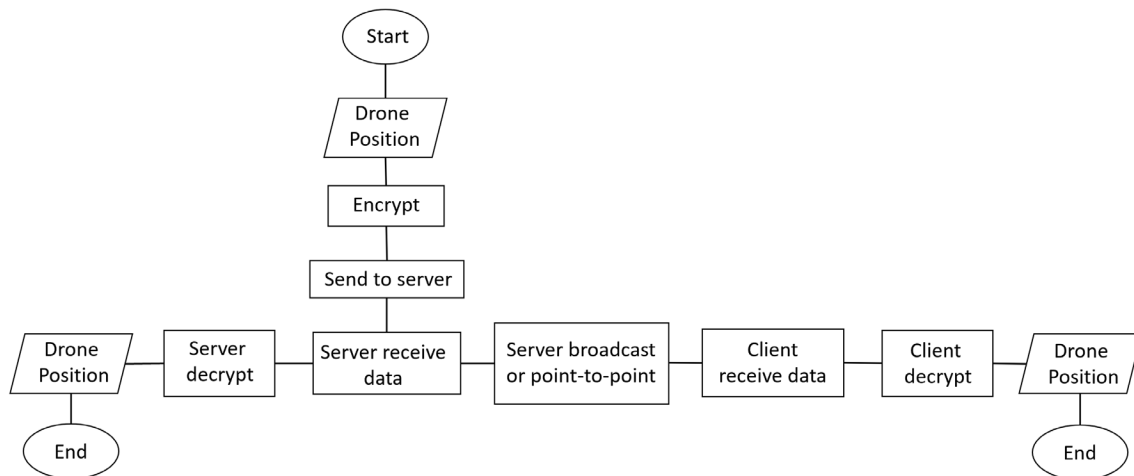 Start
Drone
Position
Encrypt
Send to server
Drone
Position
Server
decrypt
Server receive
data
Server broadcast
or point-to-point
Client
receive data
Client
decrypt
Drone
Position
End
End